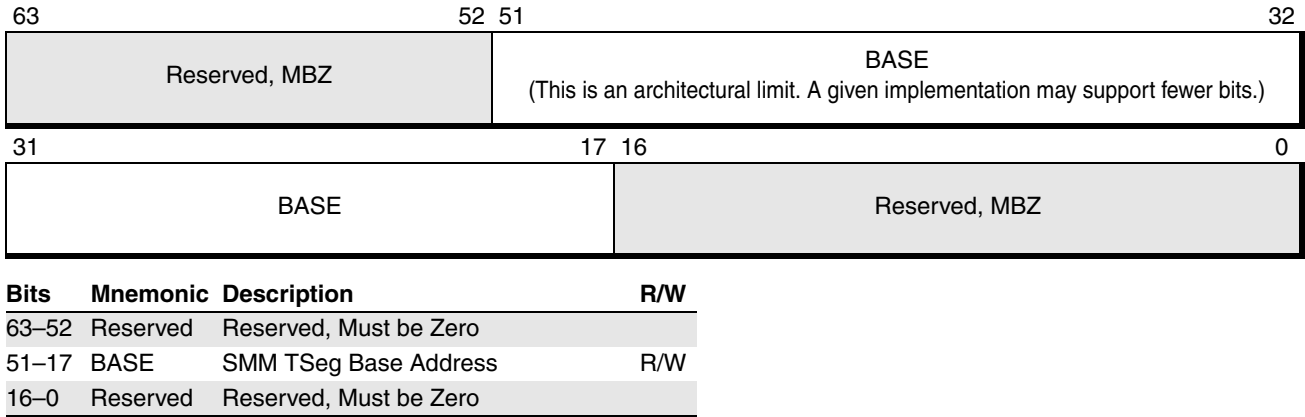 63 52 51 32
Reserved, MBZ
BASE
(This is an architectural limit. A given implementation may support fewer bits.)
31 17 16 0
BASE Reserved, MBZ
Bits Mnemonic Description R/W
63–52 Reserved Reserved, Must be Zero
51–17 BASE SMM TSeg Base Address R/W
16–0 Reserved Reserved, Must be Zero